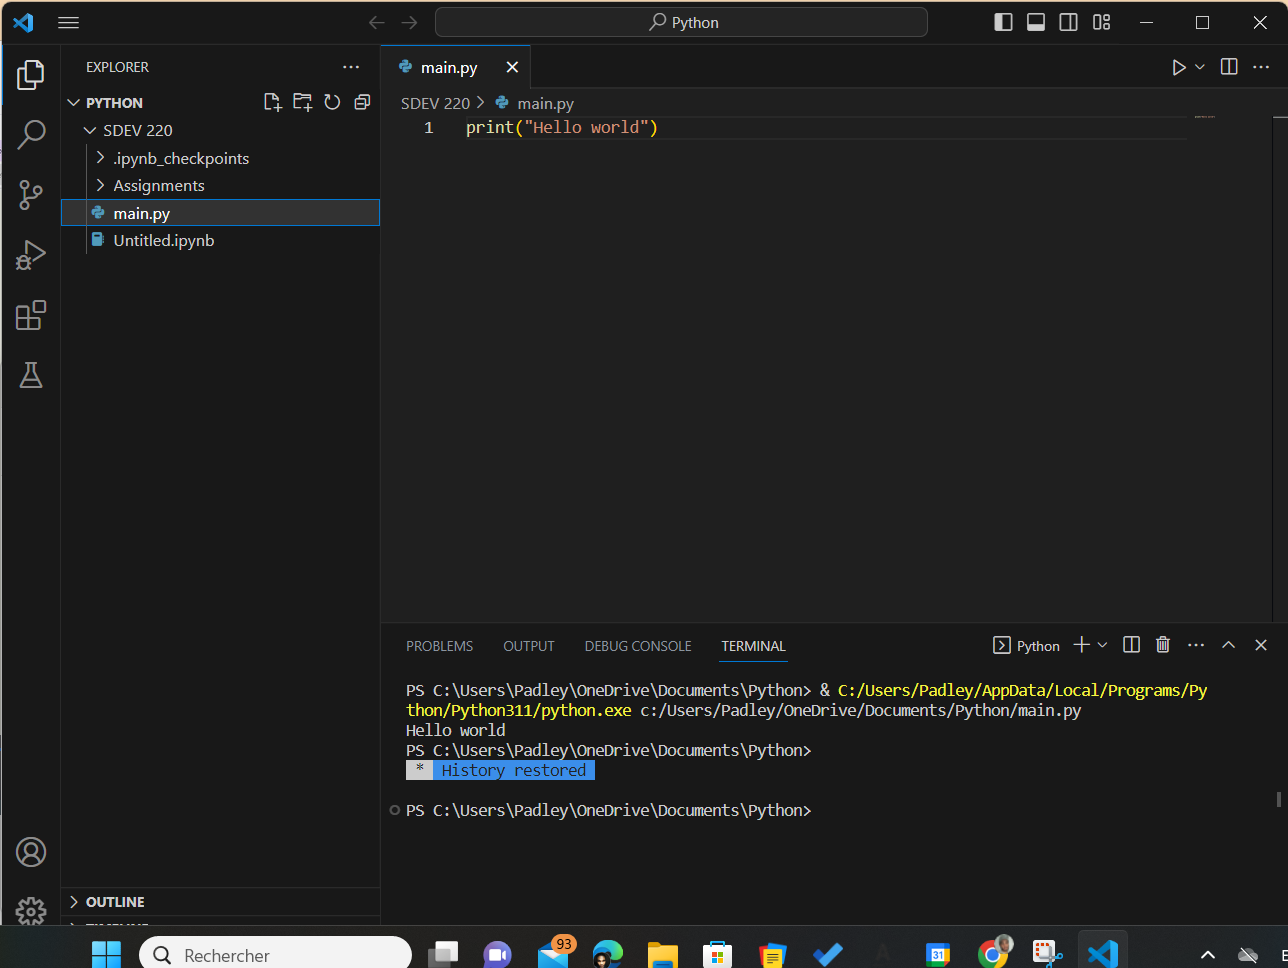 Python
EXPLORER
main.py
PYTHON
SDEV 220
.ipynb_checkpoints
Assignments
main.py
Untitled.ipynb
SDEV 220 > main.py
1 print("Hello world")
PROBLEMS OUTPUT DEBUG CONSOLE TERMINAL
Python
PS C:\Users\Padley\OneDrive\Documents\Python> & C:/Users/Padley/AppData/Local/Programs/Py
thon/Python311/python.exe c:/Users/Padley/OneDrive/Documents/Python/main.py
Hello world
PS C:\Users\Padley\OneDrive\Documents\Python>
* History restored
PS C:\Users\Padley\OneDrive\Documents\Python>
OUTLINE
Rechercher
93
31